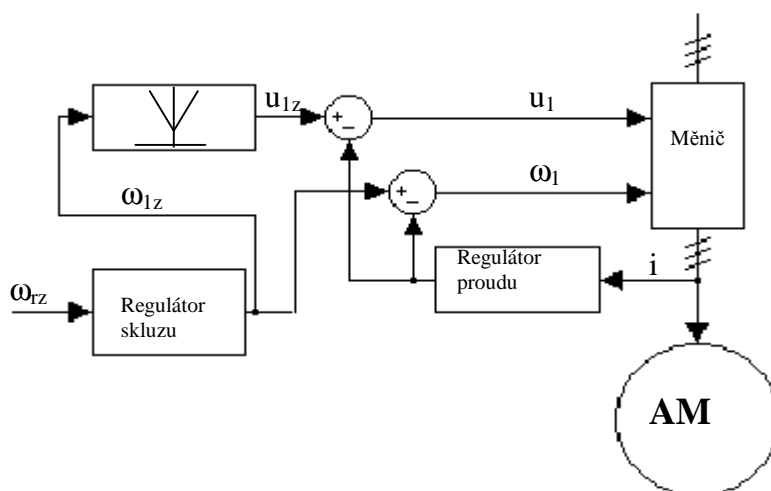 u1z
u1
+
−
Měnič
ω1z
+
−
ω1
ωrz
Regulátor
skluzu
Regulátor
proudu
i
AM